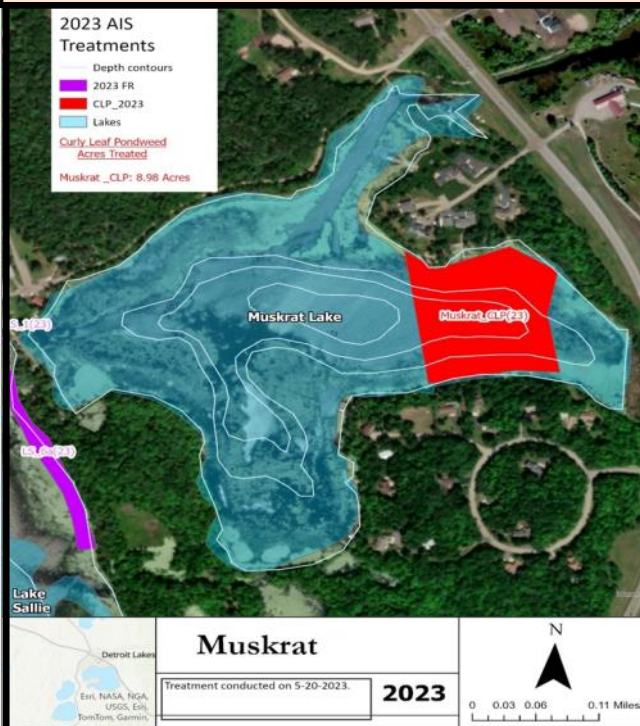 2023 AIS
Treatments
Depth contours
2023 FR
CLP_2023
Lakes
Curly Leaf Pondweed
Acres Treated
Muskrat _CLP: 8.98 Acres
Muskrat Lake
Muskrat_CLP(23)
S_1(23)
Lake
Sallie
Detroit Lakes
Esri, NASA, NGA,
USGS, Esri,
TomTom, Garmin,
Muskrat
Treatment conducted on 5-20-2023.
2023
N
0 0.03 0.06 0.11 Miles